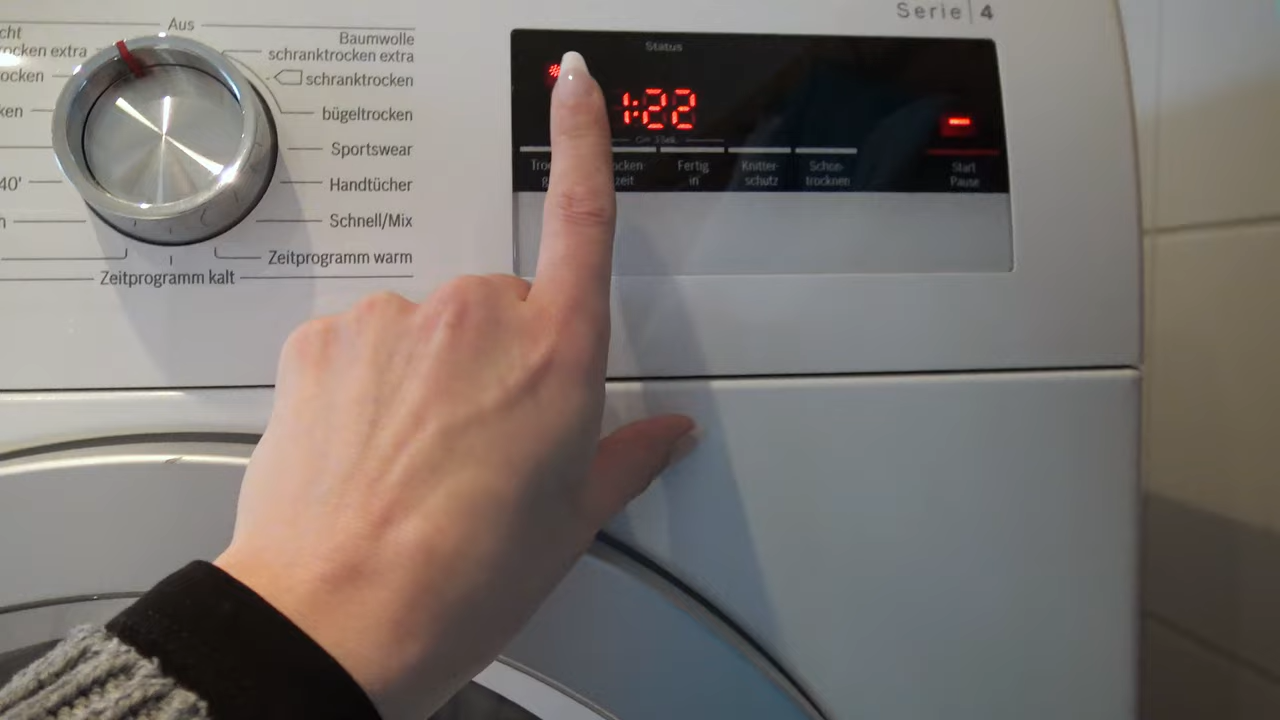 Serie 4
Aus
Baumwolle
schranktrocken extra
schranktrocken
bügeltrocken
Sportswear
Handtücher
Schnell/Mix
Zeitprogramm warm
Zeitprogramm kalt
40'
Status
1:22
Fertig
in
Knitter-
schutz
Schon-
trocknen
Start
Pause